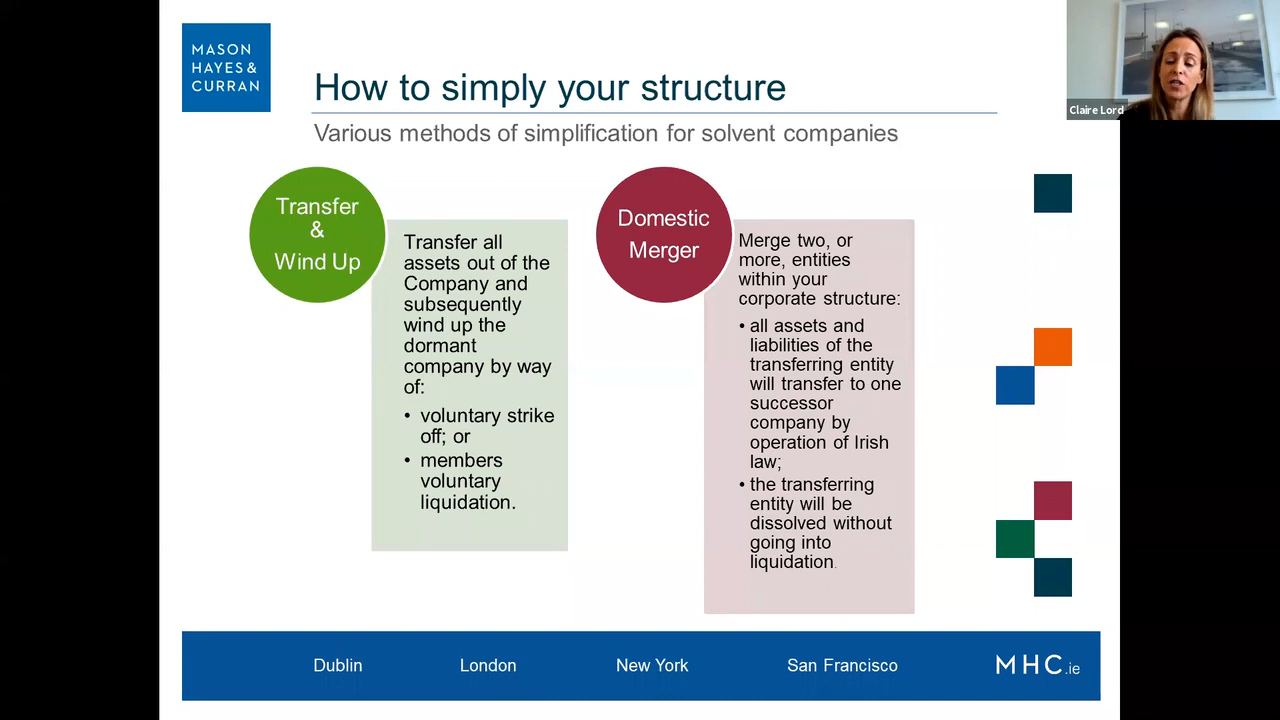 MASON
HAYES &
CURRAN
How to simply your structure
Various methods of simplification for solvent companies
Claire Lord
Transfer
&
Wind Up
Transfer all
assets out of the
Company and
subsequently
wind up the
dormant
company by way
of:
• voluntary strike
off; or
• members
voluntary
liquidation.
Domestic
Merger
Merge two, or
more, entities
within your
corporate structure:
• all assets and
liabilities of the
transferring entity
will transfer to one
successor
company by
operation of Irish
law;
• the transferring
entity will be
dissolved without
going into
liquidation.
Dublin London New York San Francisco MHC.ie